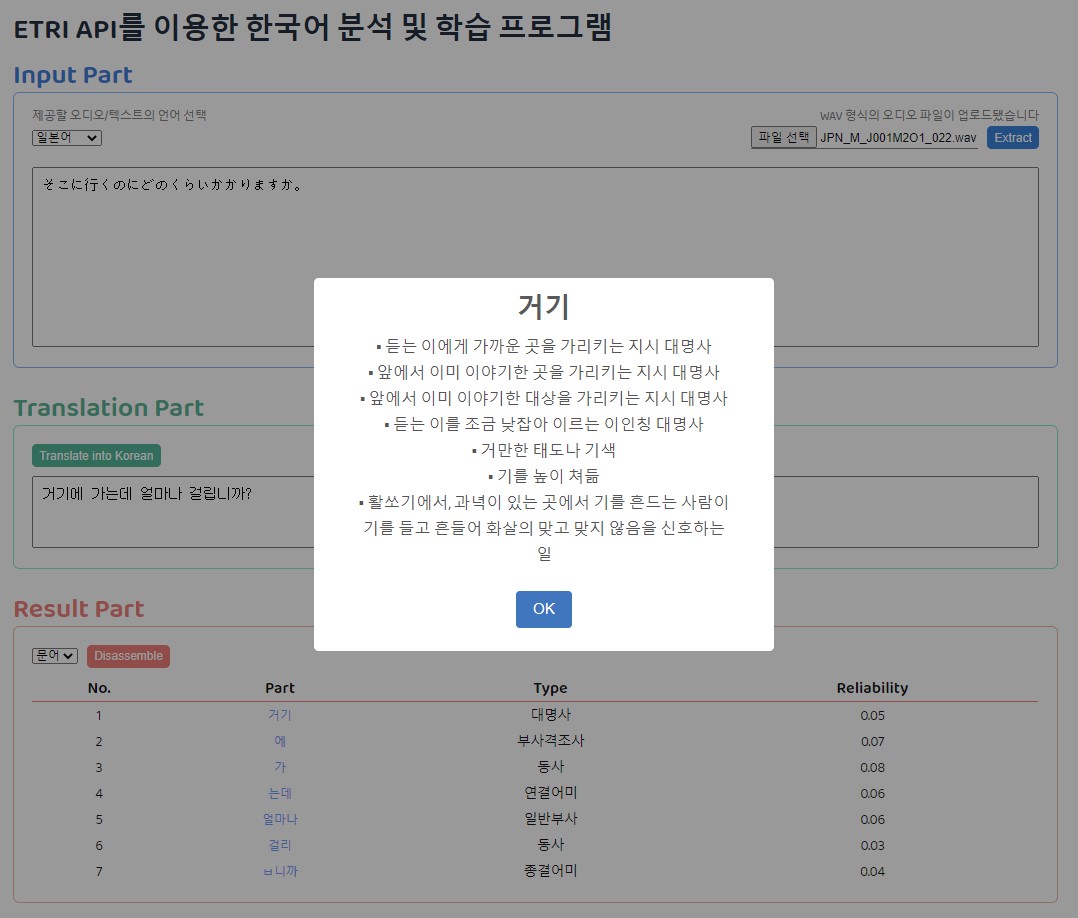 ETRI API를 이용한 한국어 분석 및 학습 프로그램
Input Part
제공할 오디오/텍스트의 언어 선택
WAV 형식의 오디오 파일이 업로드됐습니다
일본어
파일 선택 JPN_M_J001M2O1_022.wav Extract
そこに行くのにどのくらいかかりますか。
거기
▪ 듣는 이에게 가까운 곳을 가리키는 지시 대명사
▪ 앞에서 이미 이야기한 곳을 가리키는 지시 대명사
▪ 앞에서 이미 이야기한 대상을 가리키는 지시 대명사
▪ 듣는 이를 조금 낮잡아 이르는 이인칭 대명사
▪ 거만한 태도나 기색
▪ 기를 높이 쳐듦
▪ 활쏘기에서, 과녁이 있는 곳에서 기를 흔드는 사람이
기를 들고 흔들어 화살의 맞고 맞지 않음을 신호하는
일
OK
Translation Part
Translate into Korean
거기에 가는데 얼마나 걸립니까?
Result Part
문어 Disassemble
No. Part Type Reliability
1 거기 대명사 0.05
2 에 부사격조사 0.07
3 가 동사 0.08
4 는데 연결어미 0.06
5 얼마나 일반부사 0.06
6 걸리 동사 0.03
7 ㅂ니까 종결어미 0.04